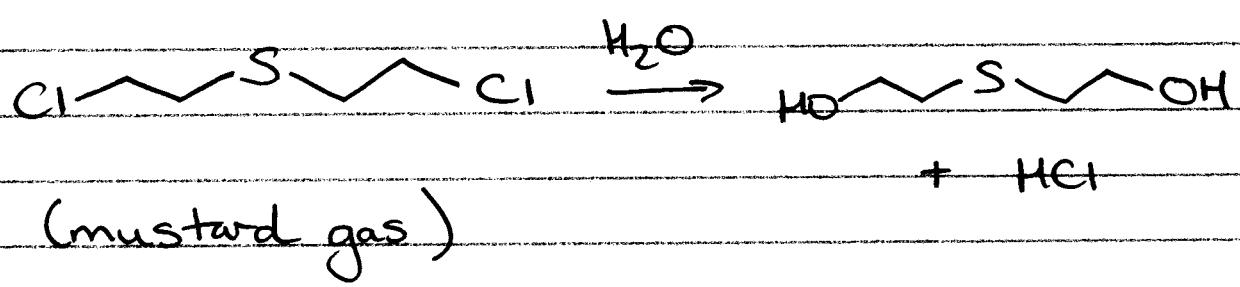 H₂O
Cl S Cl → HO S OH
+ HCl
(mustard gas)